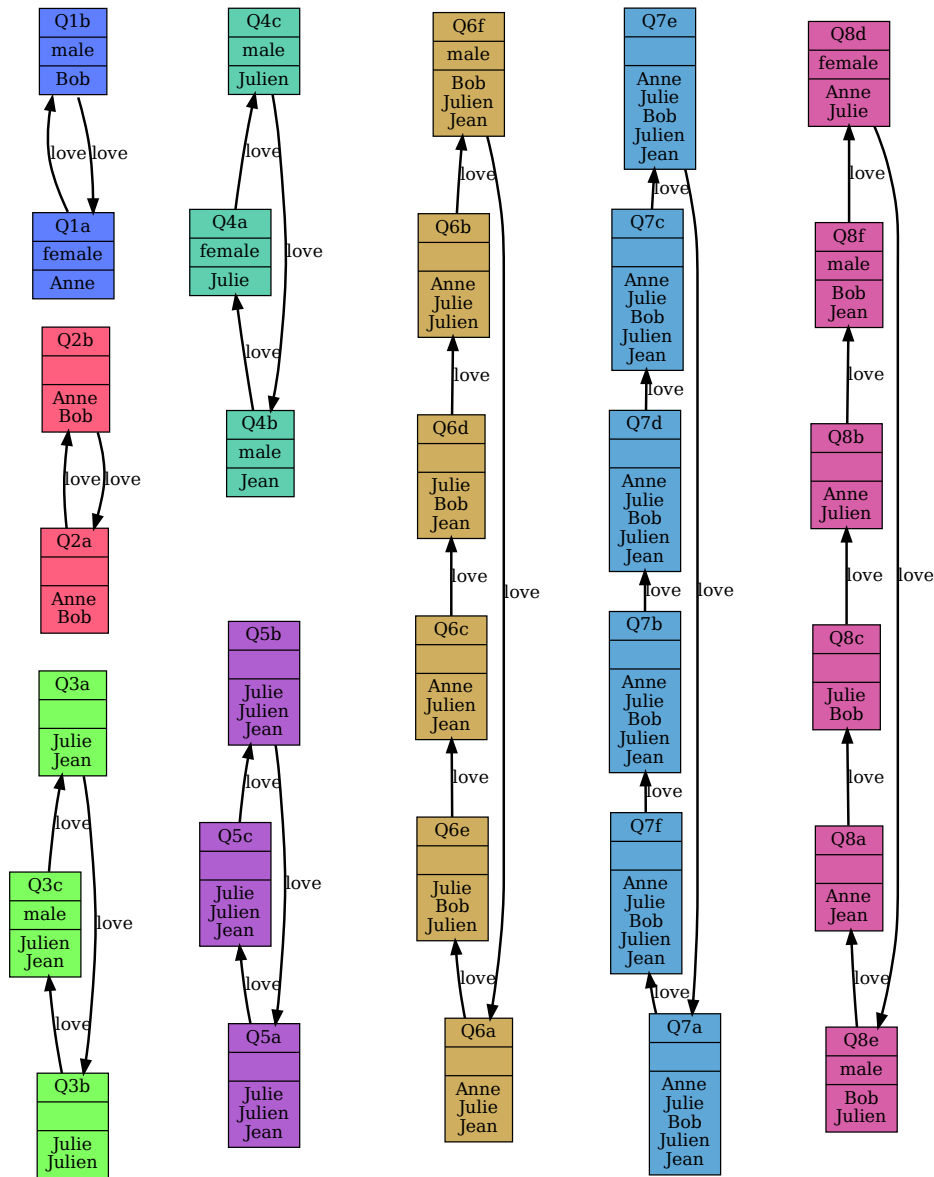 Q1b
male
Bob
love
love
Q1a
female
Anne
Q2b
Anne
Bob
love
love
Q2a
Anne
Bob
Q3a
Julie
Jean
love
Q3c
male
Julien
Jean
love
love
Q3b
Julie
Julien
Q4c
male
Julien
love
Q4a
female
Julie
love
love
Q4b
male
Jean
Q5b
Julie
Julien
Jean
love
Q5c
Julie
Julien
Jean
love
love
Q5a
Julie
Julien
Jean
Q6f
male
Bob
Julien
Jean
love
Q6b
Anne
Julie
Julien
love
Q6d
Julie
Bob
Jean
love
love
Q6c
Anne
Julien
Jean
love
Q6e
Julie
Bob
Julien
love
Q6a
Anne
Julie
Jean
Q7e
Anne
Julie
Bob
Julien
Jean
love
Q7c
Anne
Julie
Bob
Julien
Jean
love
Q7d
Anne
Julie
Bob
Julien
Jean
love
love
Q7b
Anne
Julie
Bob
Julien
Jean
love
Q7f
Anne
Julie
Bob
Julien
Jean
love
Q7a
Anne
Julie
Bob
Julien
Jean
Q8d
female
Anne
Julie
love
Q8f
male
Bob
Jean
love
Q8b
Anne
Julien
love
love
Q8c
Julie
Bob
love
Q8a
Anne
Jean
love
Q8e
male
Bob
Julien